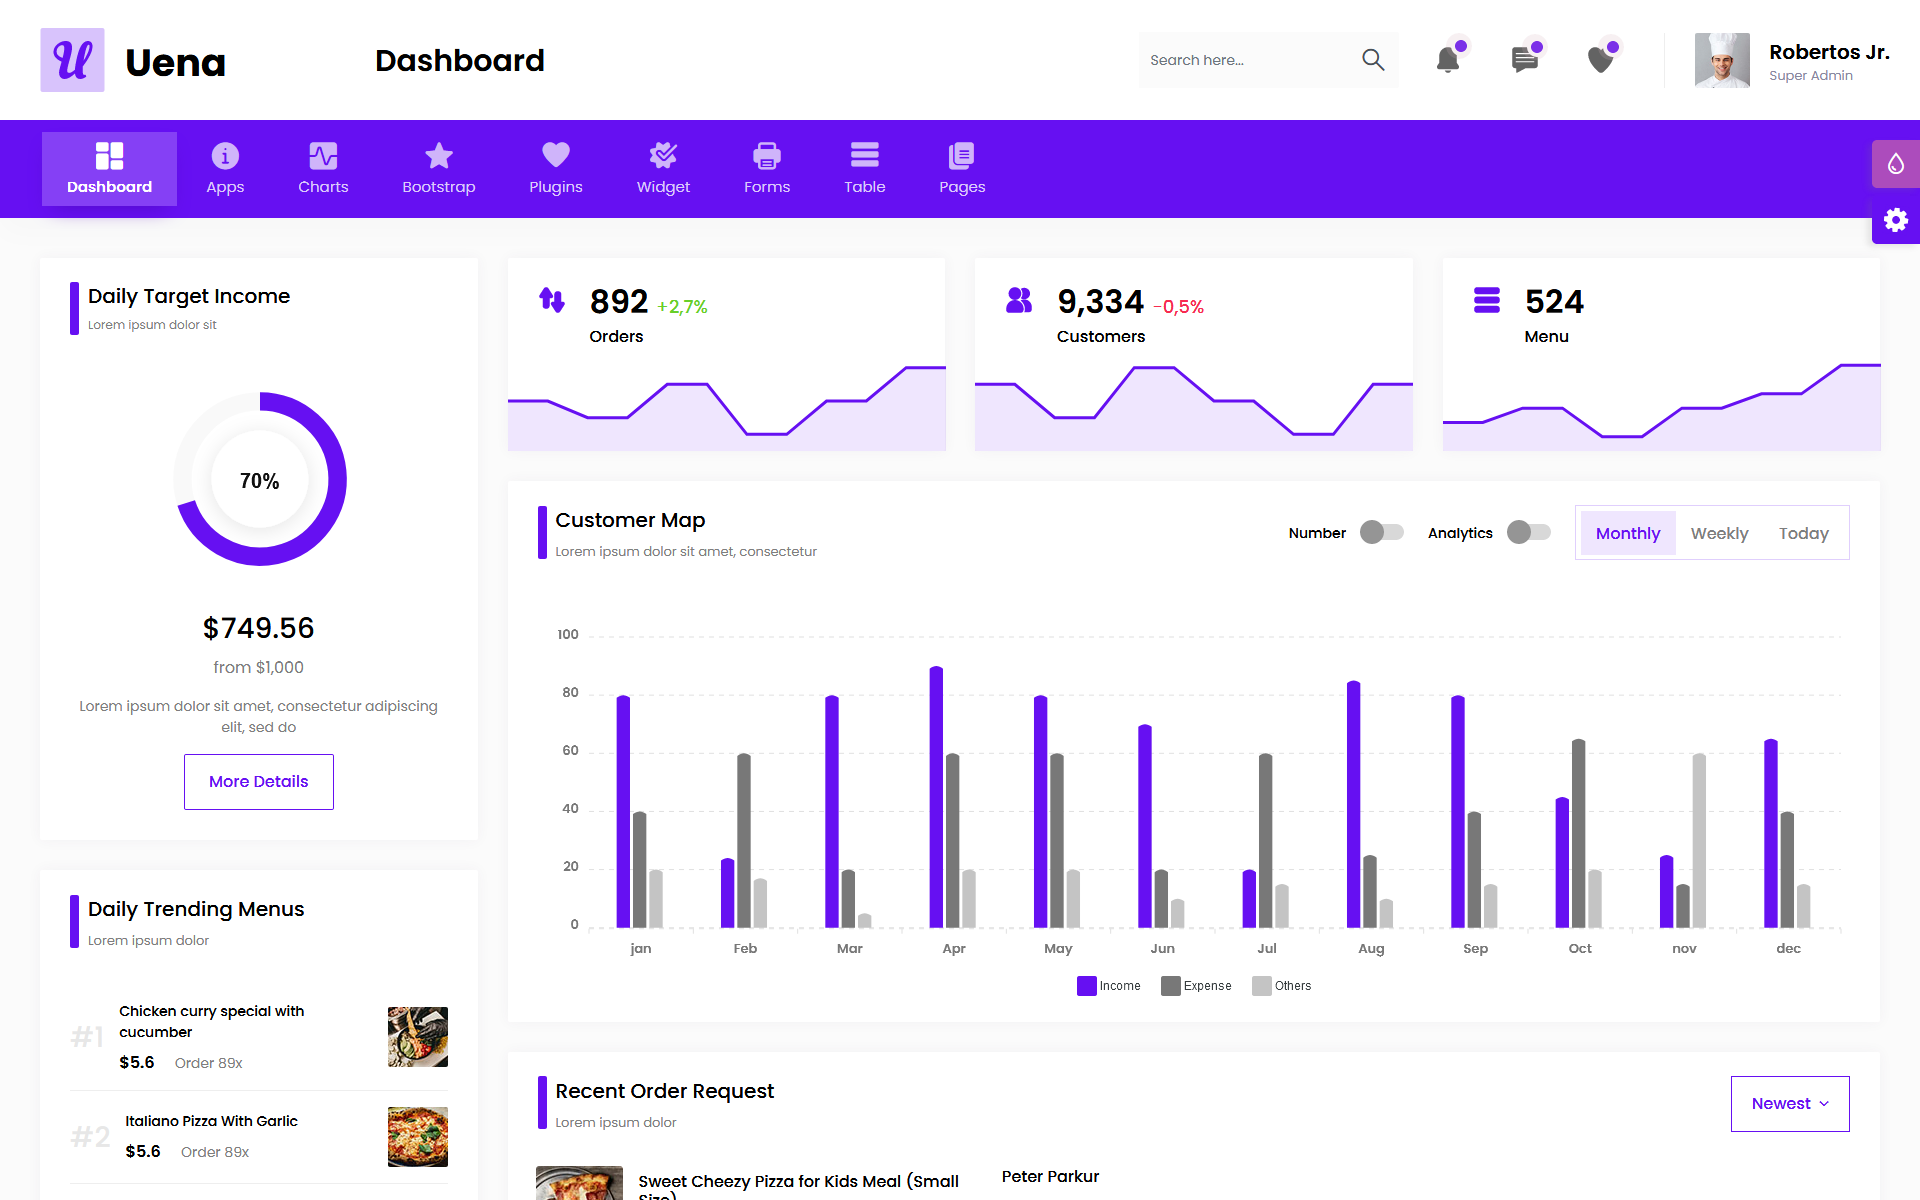 U Uena
Dashboard
Search here...
Robertos Jr.
Super Admin
Dashboard
Apps
Charts
Bootstrap
Plugins
Widget
Forms
Table
Pages
Daily Target Income
Lorem ipsum dolor sit
70%
$749.56
from $1,000
Lorem ipsum dolor sit amet, consectetur adipiscing
elit, sed do
More Details
Daily Trending Menus
Lorem ipsum dolor
#1
Chicken curry special with
cucumber
$5.6 Order 89x
#2
Italiano Pizza With Garlic
$5.6 Order 89x
892 +2,7%
Orders
9,334 -0,5%
Customers
524
Menu
Customer Map
Lorem ipsum dolor sit amet, consectetur
Number
Analytics
Monthly
Weekly
Today
100
80
60
40
20
0
jan Feb Mar Apr May Jun Jul Aug Sep Oct nov dec
Income Expense Others
Recent Order Request
Lorem ipsum dolor
Newest
Sweet Cheezy Pizza for Kids Meal (Small
Size)
Peter Parkur